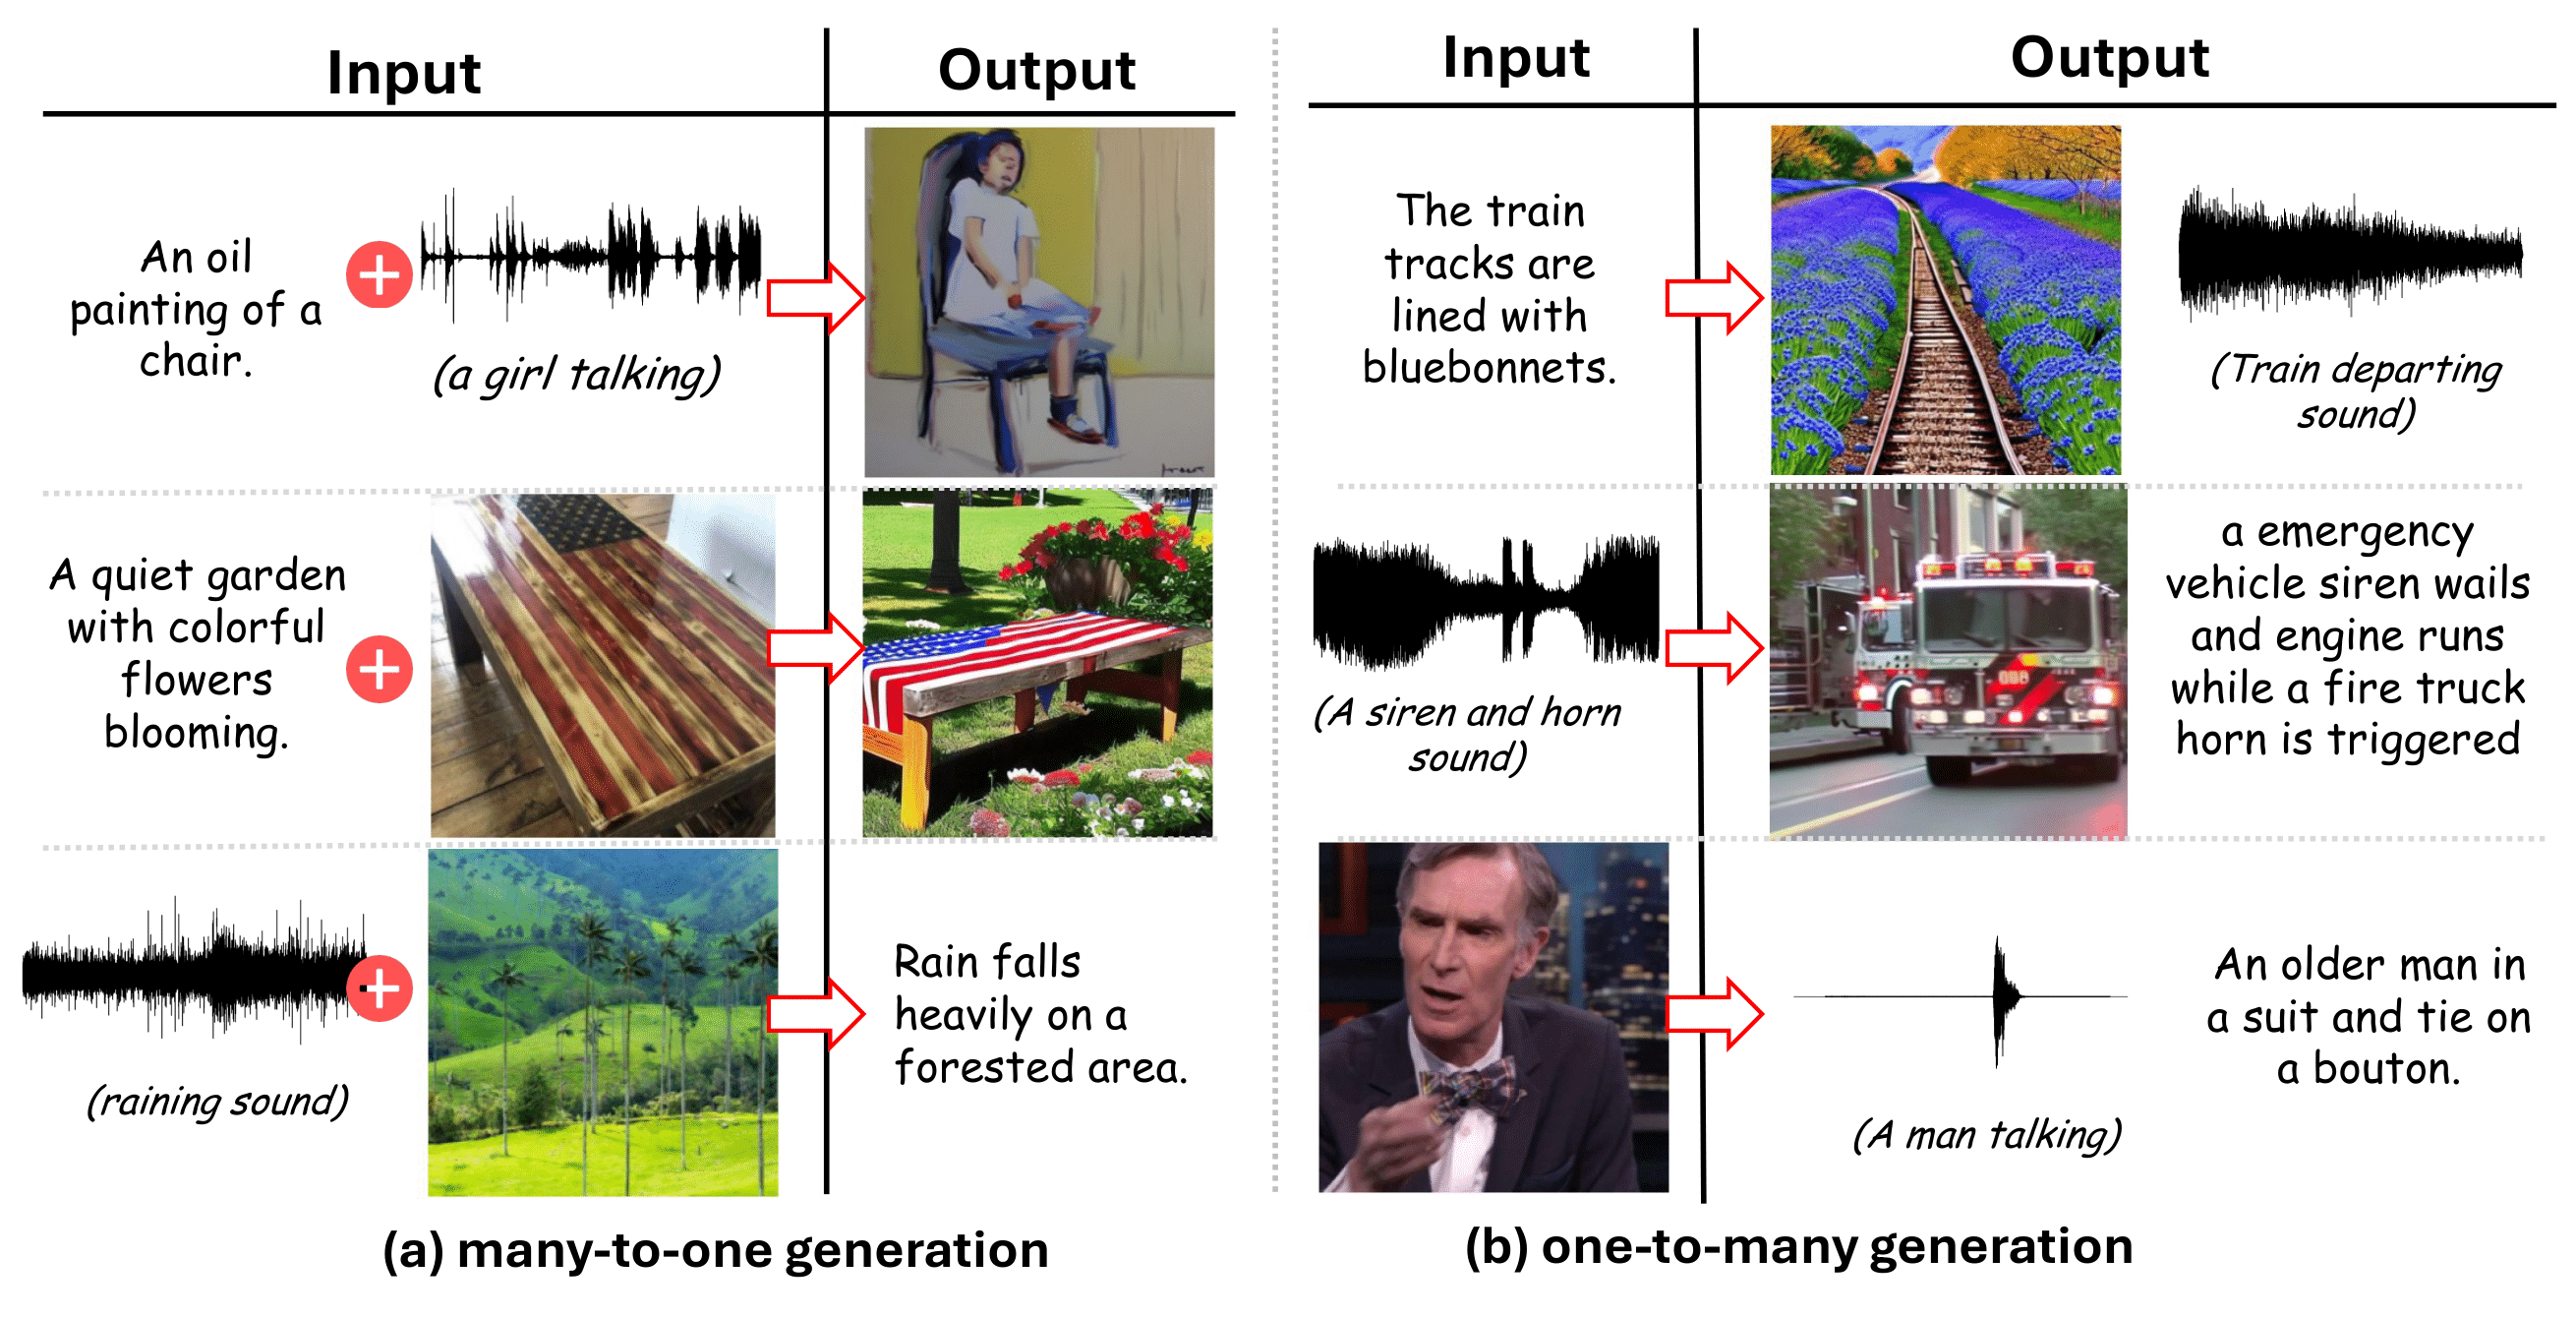 Input
Output
An oil
painting of a
chair.
(a girl talking)
A quiet garden
with colorful
flowers
blooming.
(raining sound)
Rain falls
heavily on a
forested area.
(a) many-to-one generation
Input
Output
The train
tracks are
lined with
bluebonnets.
(Train departing
sound)
(A siren and horn
sound)
a emergency
vehicle siren wails
and engine runs
while a fire truck
horn is triggered
(A man talking)
An older man in
a suit and tie on
a bouton.
(b) one-to-many generation